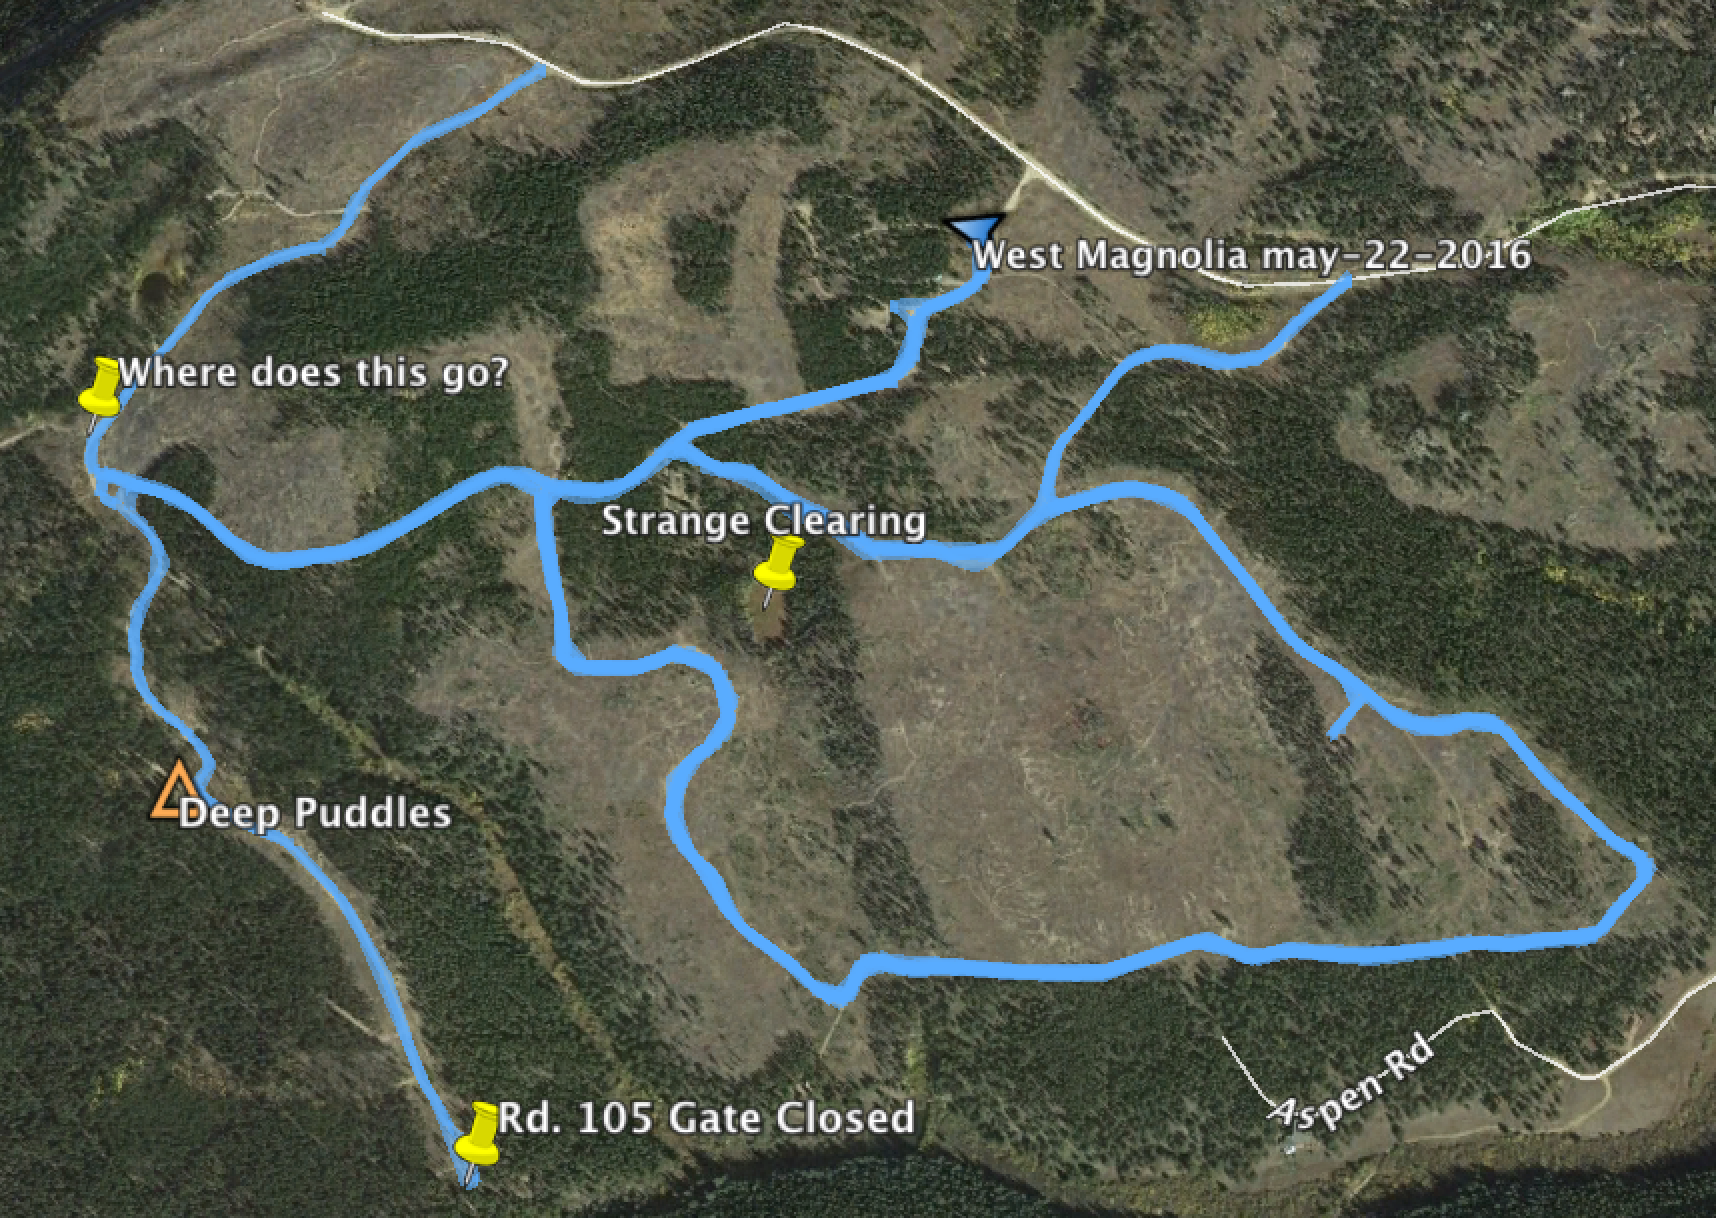 West Magnolia may-22-2016
Where does this go?
Strange Clearing
Deep Puddles
Rd. 105 Gate Closed
Aspen-Rd